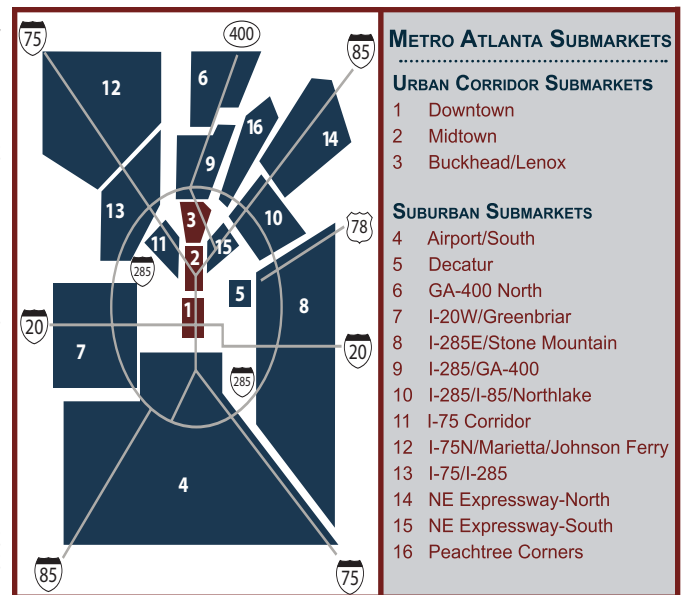 75
400
85
12
6
16
14
9
13
3
10
11
15
78
285
2
5
1
8
20
7
20
285
4
85
75
METRO ATLANTA SUBMARKETS
URBAN CORRIDOR SUBMARKETS
1 Downtown
2 Midtown
3 Buckhead/Lenox
SUBURBAN SUBMARKETS
4 Airport/South
5 Decatur
6 GA-400 North
7 I-20W/Greenbriar
8 I-285E/Stone Mountain
9 I-285/GA-400
10 I-285/I-85/Northlake
11 I-75 Corridor
12 I-75N/Marietta/Johnson Ferry
13 I-75/I-285
14 NE Expressway-North
15 NE Expressway-South
16 Peachtree Corners